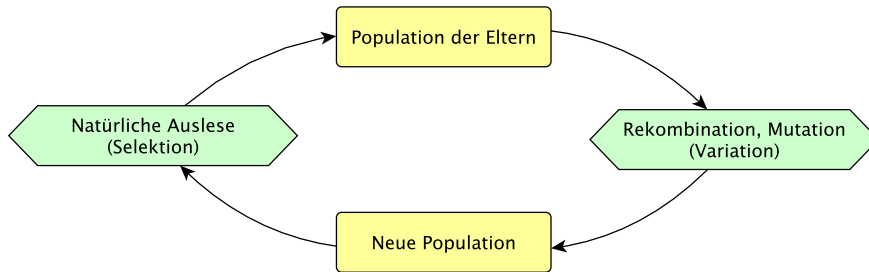 Population der Eltern
Natürliche Auslese
(Selektion)
Rekombination, Mutation
(Variation)
Neue Population